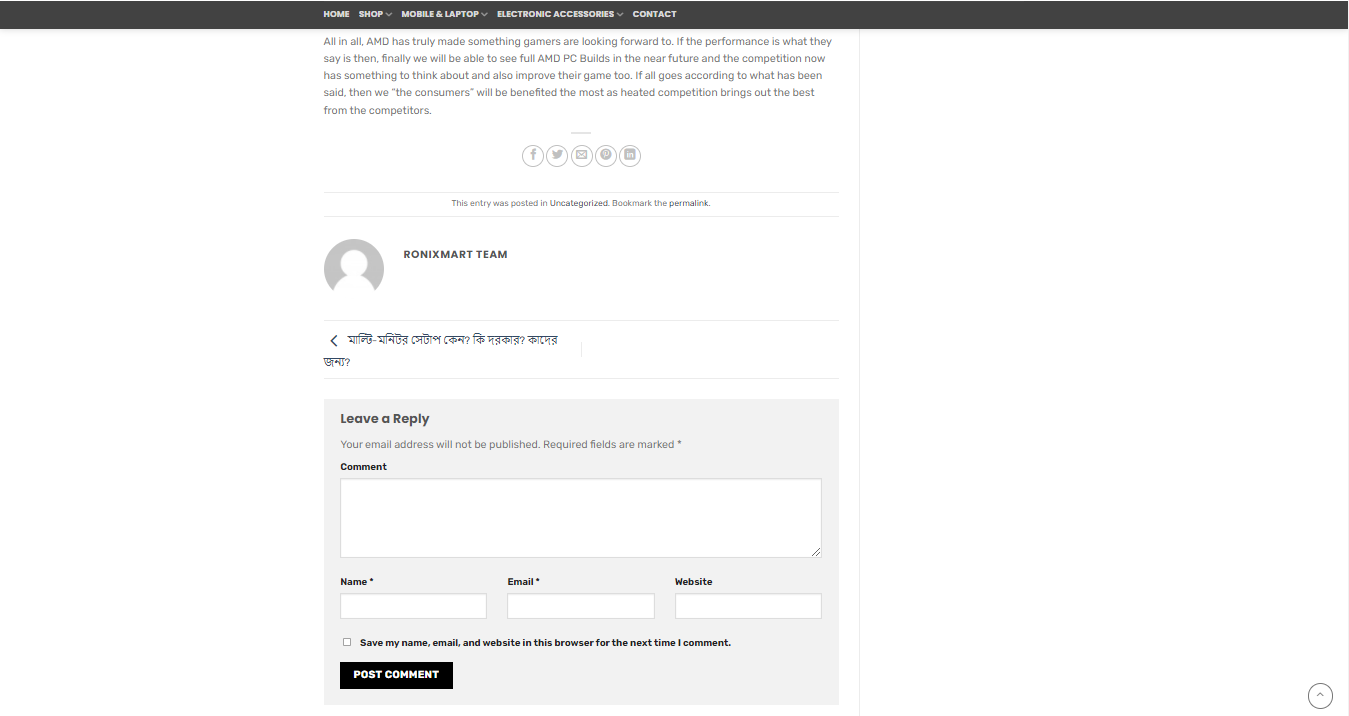 HOME SHOP MOBILE & LAPTOP ELECTRONIC ACCESSORIES CONTACT
All in all, AMD has truly made something gamers are looking forward to. If the performance is what they
say is then, finally we will be able to see full AMD PC Builds in the near future and the competition now
has something to think about and also improve their game too. If all goes according to what has been
said, then we “the consumers” will be benefited the most as heated competition brings out the best
from the competitors.
This entry was posted in Uncategorized. Bookmark the permalink.
RONIXMART TEAM
মাল্টি-মনিটর সেটাপ কেন? কি দরকার? কাদের
জন্য?
Leave a Reply
Your email address will not be published. Required fields are marked *
Comment
Name * Email * Website
Save my name, email, and website in this browser for the next time I comment.
POST COMMENT